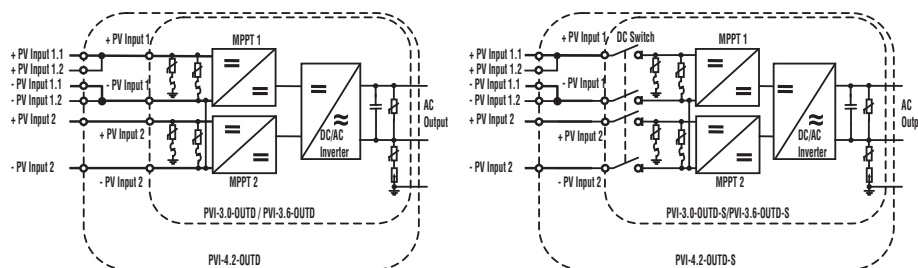 + PV Input 1
MPPT 1
+ PV Input 1.1
+ PV Input 1.2
- PV Input 1.1
- PV Input 1.2
- PV Input 1
+ PV Input 2
+ PV Input 2
DC/AC
Inverter
AC
Output
- PV Input 2
- PV Input 2
MPPT 2
PVI-3.0-OUTD / PVI-3.6-OUTD
PVI-4.2-OUTD
+ PV Input 1
DC Switch
MPPT 1
+ PV Input 1.1
+ PV Input 1.2
- PV Input 1.1
- PV Input 1.2
- PV Input 1
+ PV Input 2
+ PV Input 2
DC/AC
Inverter
AC
Output
- PV Input 2
- PV Input 2
MPPT 2
PVI-3.0-OUTD-S/PVI-3.6-OUTD-S
PVI-4.2-OUTD-S